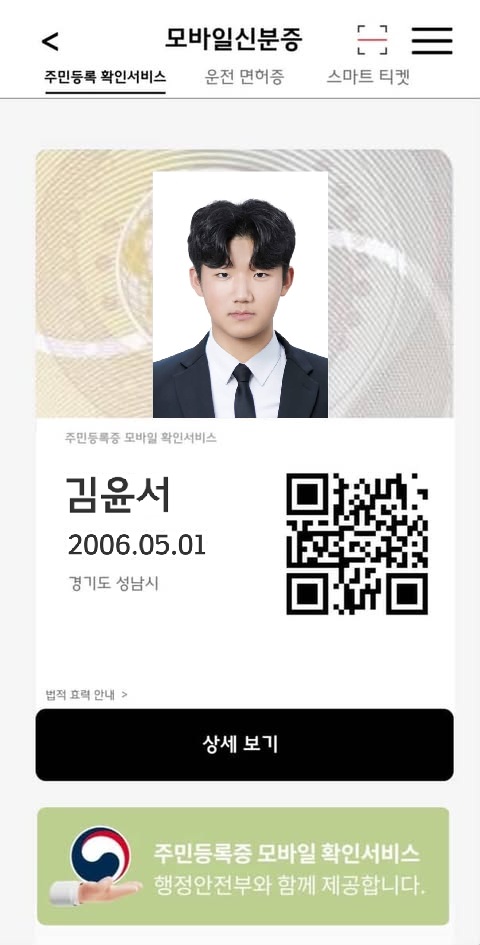 <
모바일신분증
주민등록 확인서비스 운전 면허증 스마트 티켓
주민등록증 모바일 확인서비스
김윤서
2006.05.01
경기도 성남시
법적 효력 안내 >
상세 보기
주민등록증 모바일 확인서비스
행정안전부와 함께 제공합니다.